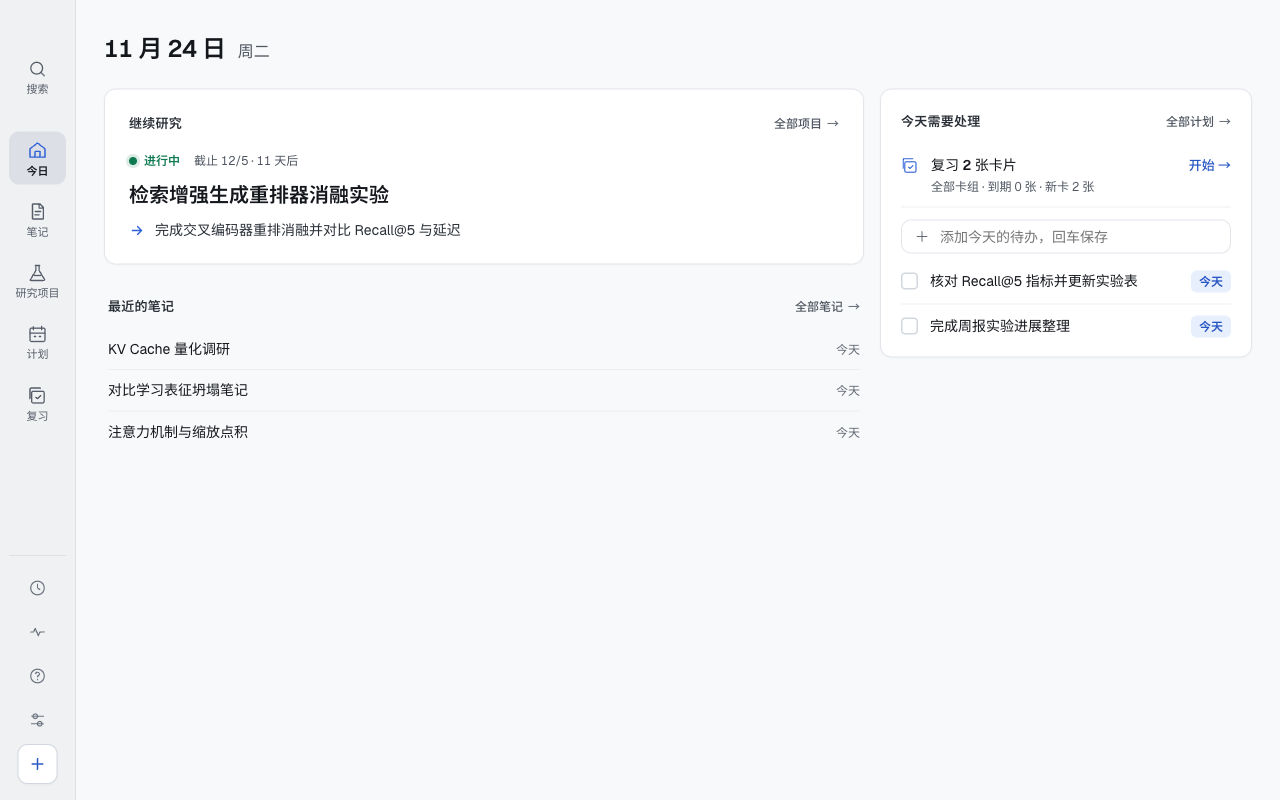 搜索
今日
笔记
研究项目
计划
复习
11 月 24 日 周二
继续研究 全部项目 →
进行中 截止 12/5 · 11 天后
检索增强生成重排器消融实验
→ 完成交叉编码器重排消融并对比 Recall@5 与延迟
最近的笔记 全部笔记 →
KV Cache 量化调研 今天
对比学习表征坍塌笔记 今天
注意力机制与缩放点积 今天
今天需要处理 全部计划 →
复习 2 张卡片 开始 →
全部卡组 · 到期 0 张 · 新卡 2 张
添加今天的待办，回车保存
核对 Recall@5 指标并更新实验表 今天
完成周报实验进展整理 今天